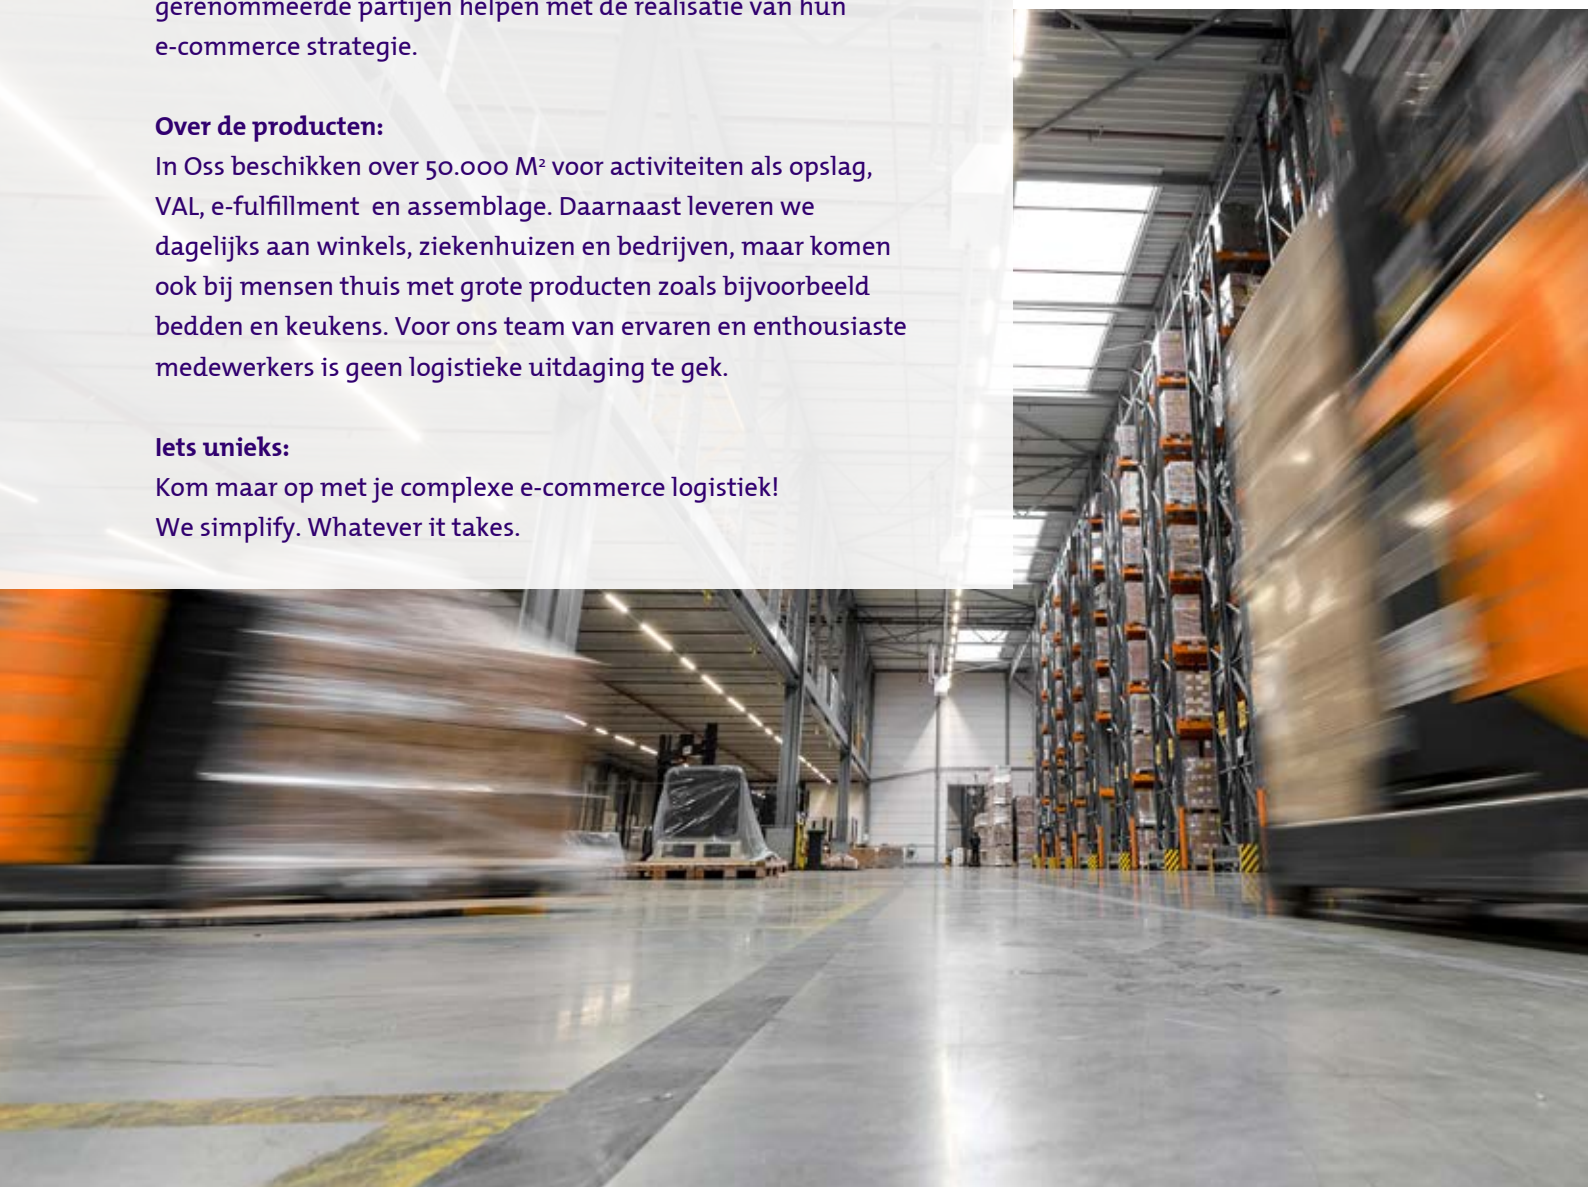 gerenommeerde partijen helpen met de realisatie van hun
e-commerce strategie.
Over de producten:
In Oss beschikken over 50.000 M² voor activiteiten als opslag,
VAL, e-fulfillment en assemblage. Daarnaast leveren we
dagelijks aan winkels, ziekenhuizen en bedrijven, maar komen
ook bij mensen thuis met grote producten zoals bijvoorbeeld
bedden en keukens. Voor ons team van ervaren en enthousiaste
medewerkers is geen logistieke uitdaging te gek.
Iets unieks:
Kom maar op met je complexe e-commerce logistiek!
We simplify. Whatever it takes.